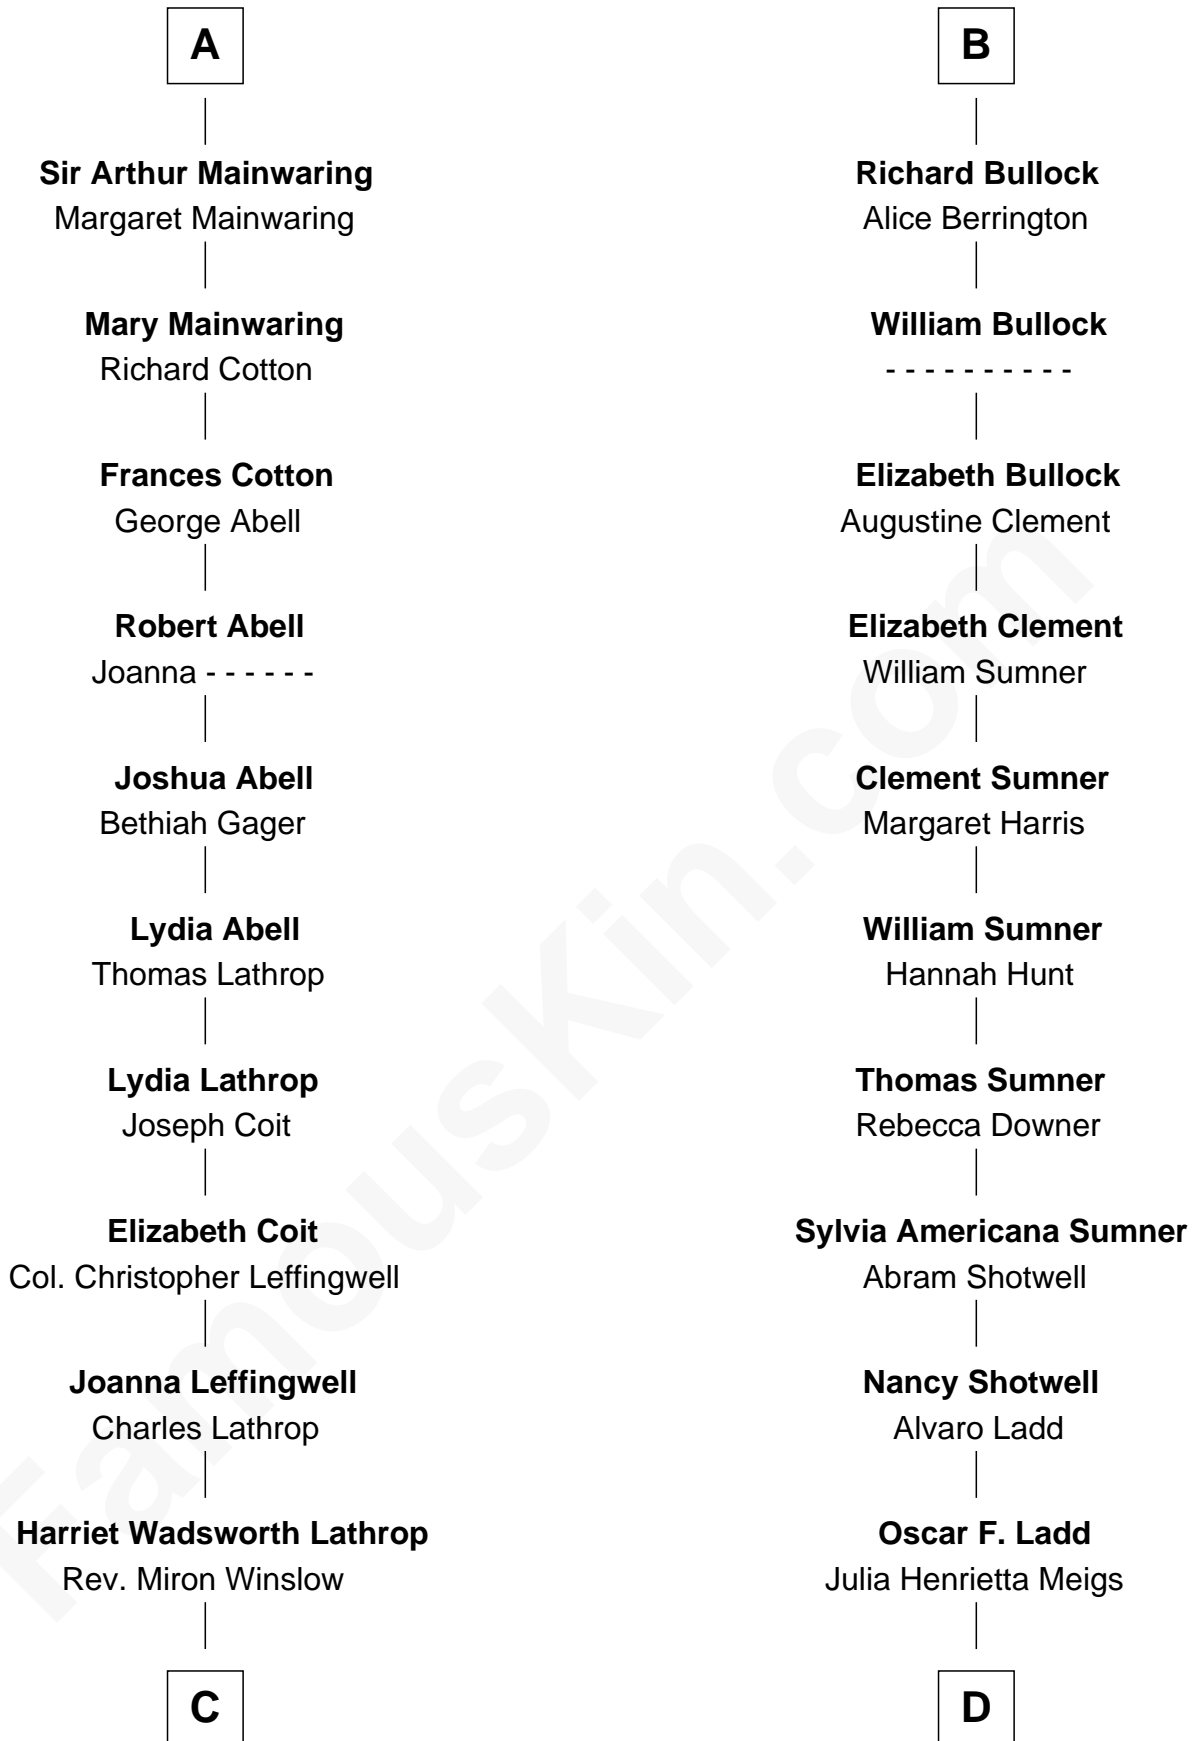 A
Sir Arthur Mainwaring
Margaret Mainwaring
Mary Mainwaring
Richard Cotton
Frances Cotton
George Abell
Robert Abell
Joanna - - - - - -
Joshua Abell
Bethiah Gager
Lydia Abell
Thomas Lathrop
Lydia Lathrop
Joseph Coit
Elizabeth Coit
Col. Christopher Leffingwell
Joanna Leffingwell
Charles Lathrop
Harriet Wadsworth Lathrop
Rev. Miron Winslow
C
B
Richard Bullock
Alice Berrington
William Bullock
- - - - - - - - - -
Elizabeth Bullock
Augustine Clement
Elizabeth Clement
William Sumner
Clement Sumner
Margaret Harris
William Sumner
Hannah Hunt
Thomas Sumner
Rebecca Downer
Sylvia Americana Sumner
Abram Shotwell
Nancy Shotwell
Alvaro Ladd
Oscar F. Ladd
Julia Henrietta Meigs
D
FamousKin.com